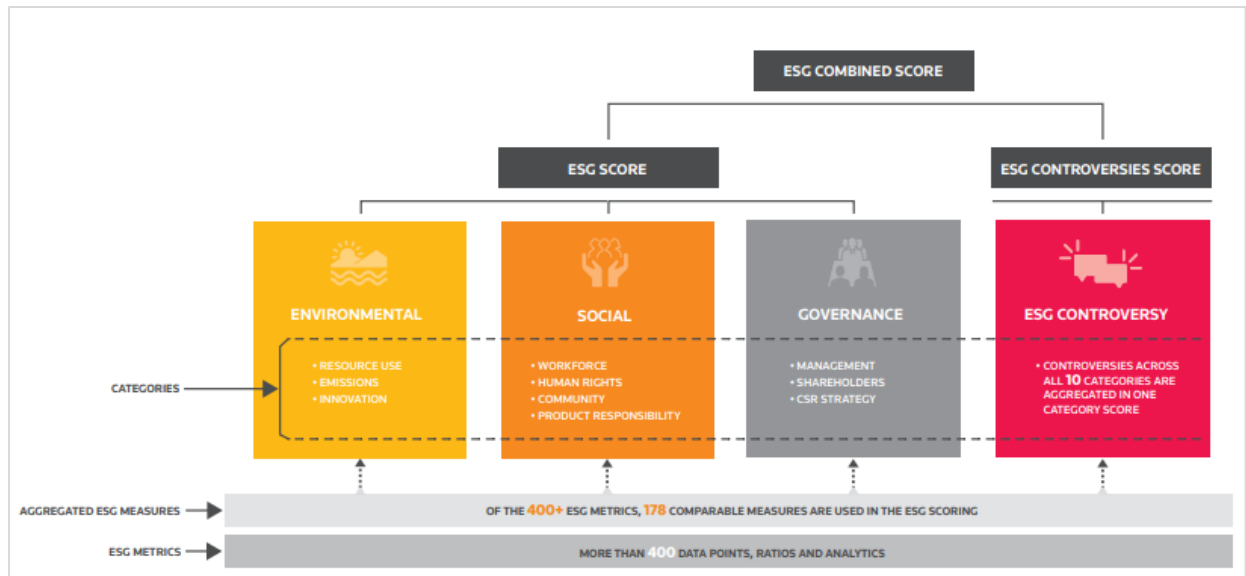 ESG COMBINED SCORE
ESG SCORE
ESG CONTROVERSIES SCORE
ENVIRONMENTAL
SOCIAL
GOVERNANCE
ESG CONTROVERSY
CATEGORIES
• RESOURCE USE
• EMISSIONS
• INNOVATION
• WORKFORCE
• HUMAN RIGHTS
• COMMUNITY
• PRODUCT RESPONSIBILITY
• MANAGEMENT
• SHAREHOLDERS
• CSR STRATEGY
• CONTROVERSIES ACROSS
ALL 10 CATEGORIES ARE
AGGREGATED IN ONE
CATEGORY SCORE
AGGREGATED ESG MEASURES
OF THE 400+ ESG METRICS, 178 COMPARABLE MEASURES ARE USED IN THE ESG SCORING
ESG METRICS
MORE THAN 400 DATA POINTS, RATIOS AND ANALYTICS